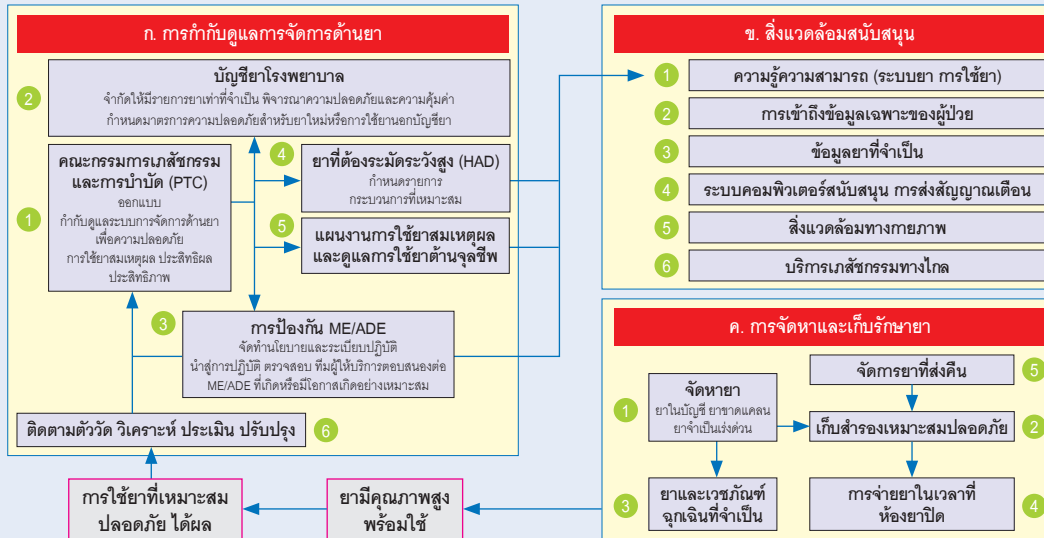 ก. การกำกับดูแลการจัดการด้านยา
2
บัญชียาโรงพยาบาล
จำกัดให้มีรายการยาเท่าที่จำเป็น พิจารณาความปลอดภัยและความคุ้มค่า
กำหนดมาตรการความปลอดภัยสำหรับยาใหม่หรือการใช้ยานอกบัญชียา
1
คณะกรรมการเภสัชกรรม
และการบำบัด (PTC)
ออกแบบ
กำกับดูแลระบบการจัดการด้านยา
เพื่อความปลอดภัย
การใช้ยาสมเหตุผล ประสิทธิผล
ประสิทธิภาพ
4
ยาที่ต้องระมัดระวังสูง (HAD)
กำหนดรายการ
กระบวนการที่เหมาะสม
5
แผนงานการใช้ยาสมเหตุผล
และดูแลการใช้ยาต้านจุลชีพ
3
การป้องกัน ME/ADE
จัดทำนโยบายและระเบียบปฏิบัติ
นำสู่การปฏิบัติ ตรวจสอบ ทีมผู้ให้บริการตอบสนองต่อ
ME/ADE ที่เกิดหรือมีโอกาสเกิดอย่างเหมาะสม
ติดตามตัววัด วิเคราะห์ ประเมิน ปรับปรุง 6
การใช้ยาที่เหมาะสม
ปลอดภัย ได้ผล
ยามีคุณภาพสูง
พร้อมใช้
ข. สิ่งแวดล้อมสนับสนุน
1 ความรู้ความสามารถ (ระบบยา การใช้ยา)
2 การเข้าถึงข้อมูลเฉพาะของผู้ป่วย
3 ข้อมูลยาที่จำเป็น
4 ระบบคอมพิวเตอร์สนับสนุน การส่งสัญญาณเตือน
5 สิ่งแวดล้อมทางกายภาพ
6 บริการเภสัชกรรมทางไกล
ค. การจัดหาและเก็บรักษายา
1
จัดหายา
ยาในบัญชี ยาขาดแคลน
ยาจำเป็นเร่งด่วน
จัดการยาที่ส่งคืน 5
เก็บสำรองเหมาะสมปลอดภัย 2
3
ยาและเวชภัณฑ์
ฉุกเฉินที่จำเป็น
การจ่ายยาในเวลาที่
ห้องยาปิด
4